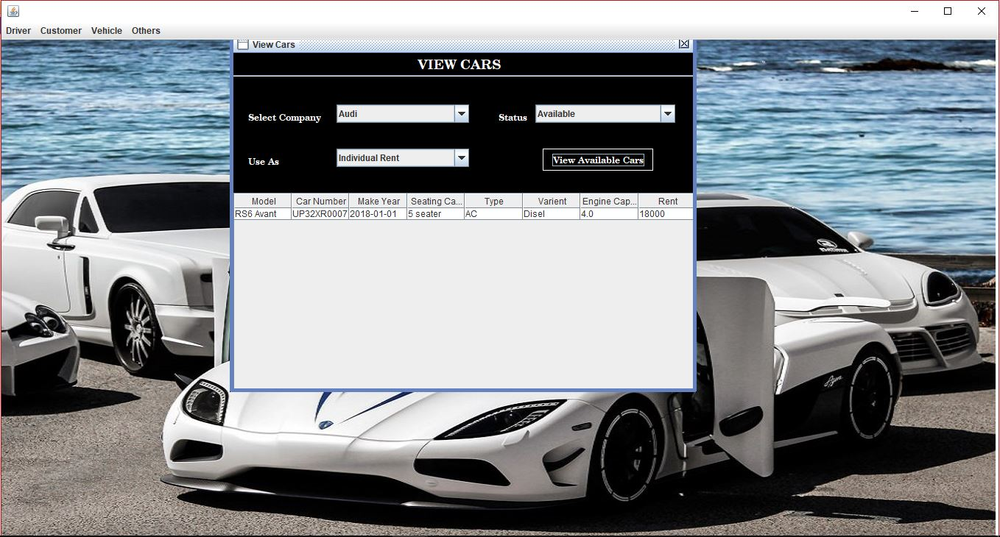 Driver Customer Vehicle Others
View Cars
VIEW CARS
Select Company Audi Status Available
Use As Individual Rent View Available Cars
Model Car Number Make Year Seating Ca... Type Varient Engine Cap... Rent
RS6 Avant UP32XR0007 2018-01-01 5 seater AC Disel 4.0 18000
Agera